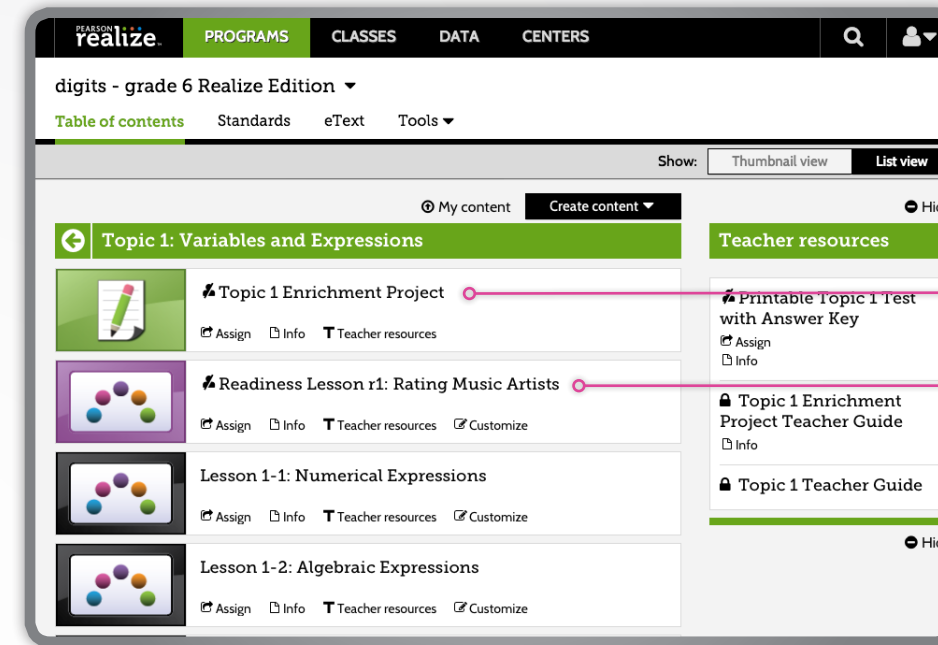 PEARSON
realize™
PROGRAMS
CLASSES
DATA
CENTERS
digits - grade 6 Realize Edition
Table of contents
Standards
eText
Tools
Show:
Thumbnail view
List view
My content
Create content
Topic 1: Variables and Expressions
Topic 1 Enrichment Project
Assign Info T Teacher resources
Readiness Lesson r1: Rating Music Artists
Assign Info T Teacher resources Customize
Lesson 1-1: Numerical Expressions
Assign Info T Teacher resources Customize
Lesson 1-2: Algebraic Expressions
Assign Info T Teacher resources Customize
Teacher resources
Printable Topic 1 Test
with Answer Key
Assign
Info
Topic 1 Enrichment
Project Teacher Guide
Info
Topic 1 Teacher Guide